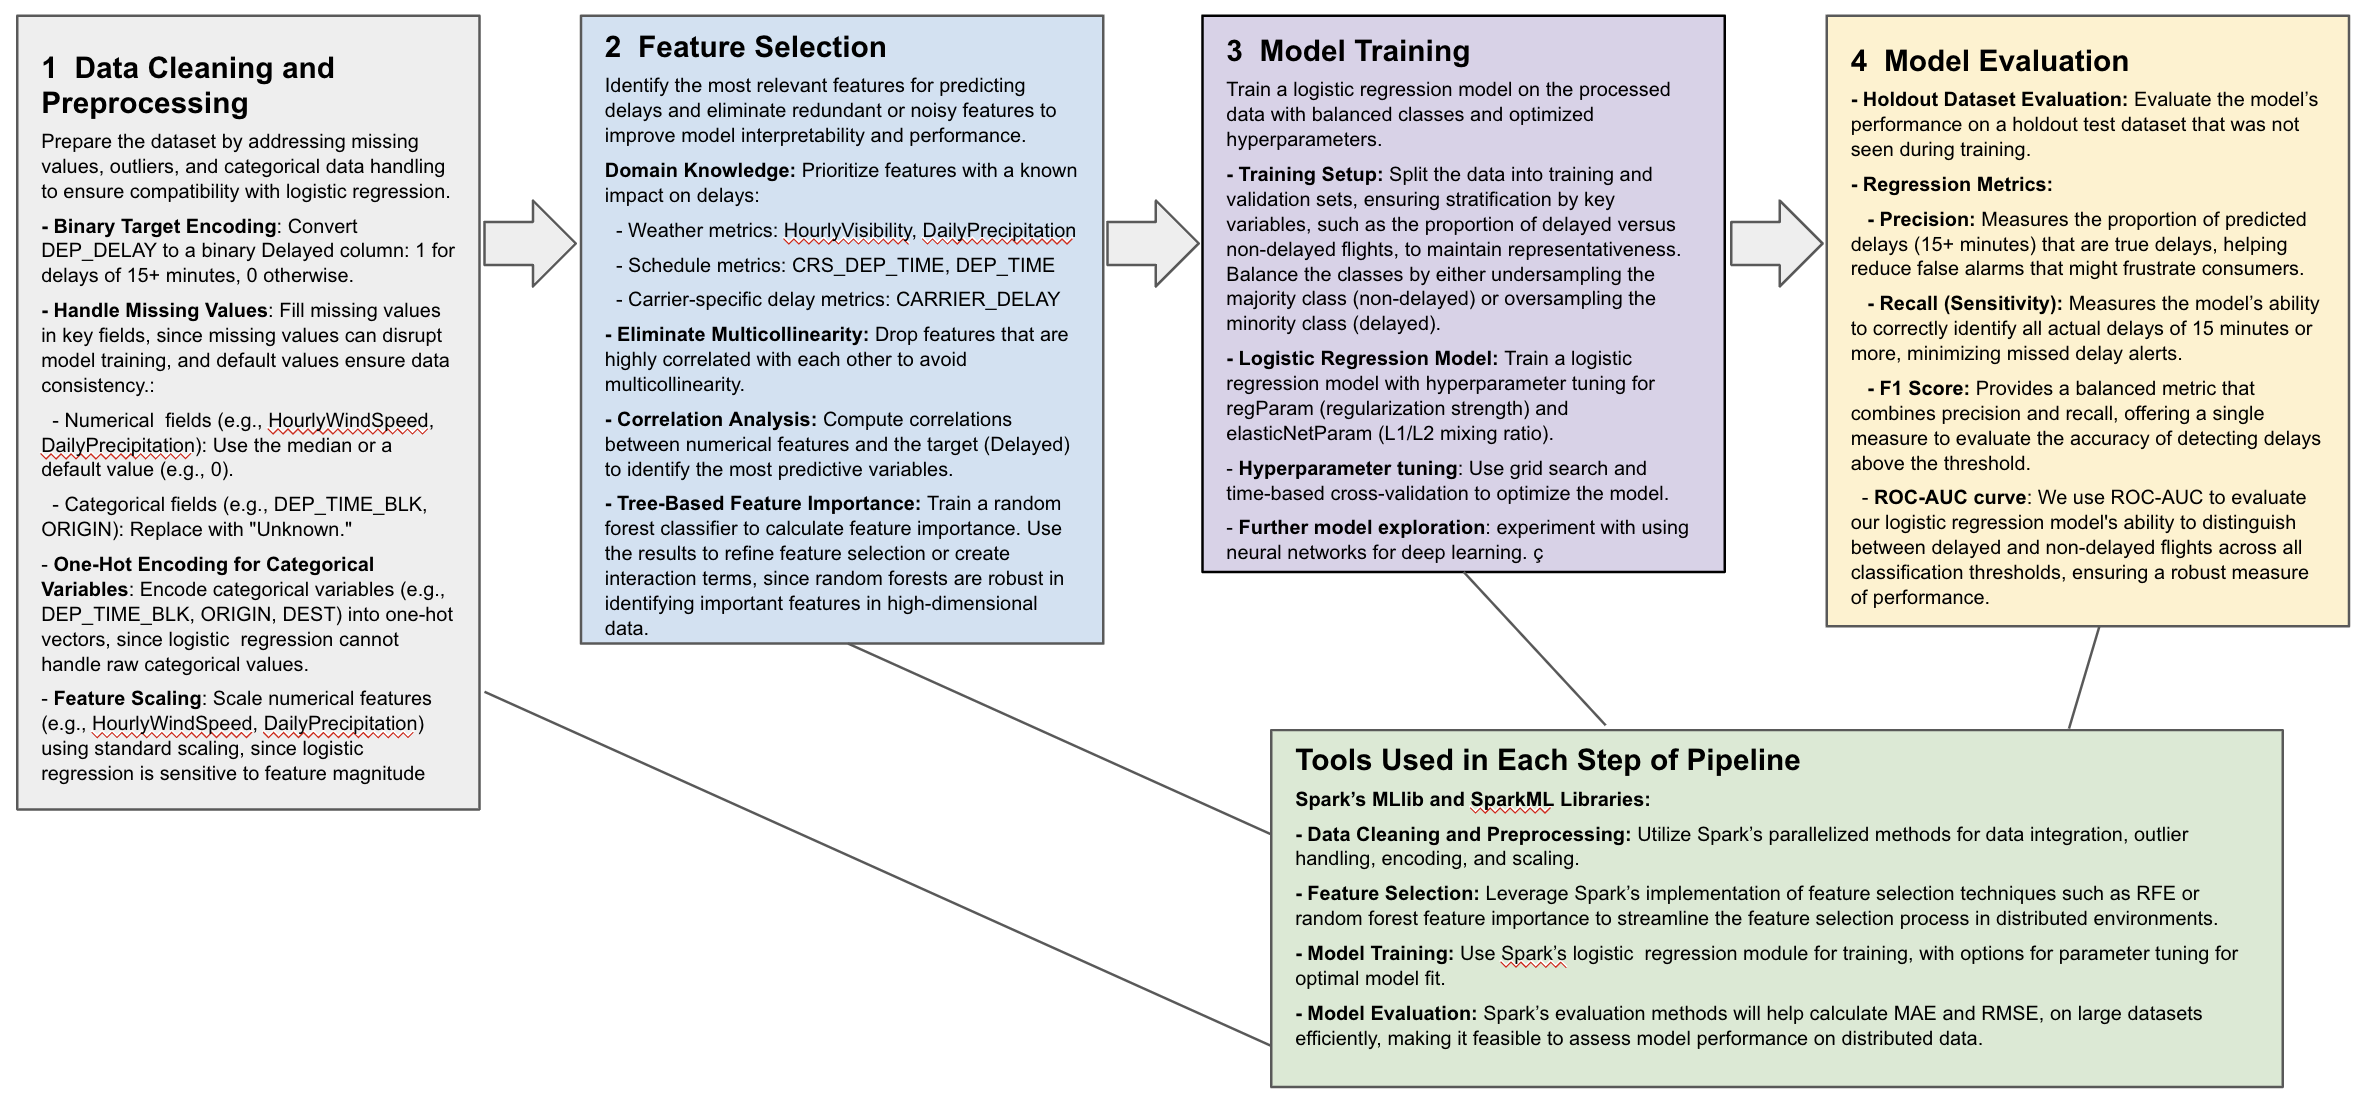 1  Data Cleaning and
Preprocessing
Prepare the dataset by addressing missing
values, outliers, and categorical data handling
to ensure compatibility with logistic regression.
- Binary Target Encoding: Convert
DEP_DELAY to a binary Delayed column: 1 for
delays of 15+ minutes, 0 otherwise.
- Handle Missing Values: Fill missing values
in key fields, since missing values can disrupt
model training, and default values ensure data
consistency.:
- Numerical  fields (e.g., HourlyWindSpeed,
DailyPrecipitation): Use the median or a
default value (e.g., 0).
- Categorical fields (e.g., DEP_TIME_BLK,
ORIGIN): Replace with "Unknown."
- One-Hot Encoding for Categorical
Variables: Encode categorical variables (e.g.,
DEP_TIME_BLK, ORIGIN, DEST) into one-hot
vectors, since logistic  regression cannot
handle raw categorical values.
- Feature Scaling: Scale numerical features
(e.g., HourlyWindSpeed, DailyPrecipitation)
using standard scaling, since logistic
regression is sensitive to feature magnitude
2  Feature Selection
Identify the most relevant features for predicting
delays and eliminate redundant or noisy features to
improve model interpretability and performance.
Domain Knowledge: Prioritize features with a known
impact on delays:
- Weather metrics: HourlyVisibility, DailyPrecipitation
- Schedule metrics: CRS_DEP_TIME, DEP_TIME
- Carrier-specific delay metrics: CARRIER_DELAY
- Eliminate Multicollinearity: Drop features that are
highly correlated with each other to avoid
multicollinearity.
- Correlation Analysis: Compute correlations
between numerical features and the target (Delayed)
to identify the most predictive variables.
- Tree-Based Feature Importance: Train a random
forest classifier to calculate feature importance. Use
the results to refine feature selection or create
interaction terms, since random forests are robust in
identifying important features in high-dimensional
data.
3  Model Training
Train a logistic regression model on the processed
data with balanced classes and optimized
hyperparameters.
- Training Setup: Split the data into training and
validation sets, ensuring stratification by key
variables, such as the proportion of delayed versus
non-delayed flights, to maintain representativeness.
Balance the classes by either undersampling the
majority class (non-delayed) or oversampling the
minority class (delayed).
- Logistic Regression Model: Train a logistic
regression model with hyperparameter tuning for
regParam (regularization strength) and
elasticNetParam (L1/L2 mixing ratio).
- Hyperparameter tuning: Use grid search and
time-based cross-validation to optimize the model.
- Further model exploration: experiment with using
neural networks for deep learning. ç
4  Model Evaluation
- Holdout Dataset Evaluation: Evaluate the model’s
performance on a holdout test dataset that was not
seen during training.
- Regression Metrics:
- Precision: Measures the proportion of predicted
delays (15+ minutes) that are true delays, helping
reduce false alarms that might frustrate consumers.
- Recall (Sensitivity): Measures the model’s ability
to correctly identify all actual delays of 15 minutes or
more, minimizing missed delay alerts.
- F1 Score: Provides a balanced metric that
combines precision and recall, offering a single
measure to evaluate the accuracy of detecting delays
above the threshold.
- ROC-AUC curve: We use ROC-AUC to evaluate
our logistic regression model's ability to distinguish
between delayed and non-delayed flights across all
classification thresholds, ensuring a robust measure
of performance.
Tools Used in Each Step of Pipeline
Spark’s MLlib and SparkML Libraries:
- Data Cleaning and Preprocessing: Utilize Spark’s parallelized methods for data integration, outlier
handling, encoding, and scaling.
- Feature Selection: Leverage Spark’s implementation of feature selection techniques such as RFE or
random forest feature importance to streamline the feature selection process in distributed environments.
- Model Training: Use Spark’s logistic  regression module for training, with options for parameter tuning for
optimal model fit.
- Model Evaluation: Spark’s evaluation methods will help calculate MAE and RMSE, on large datasets
efficiently, making it feasible to assess model performance on distributed data.